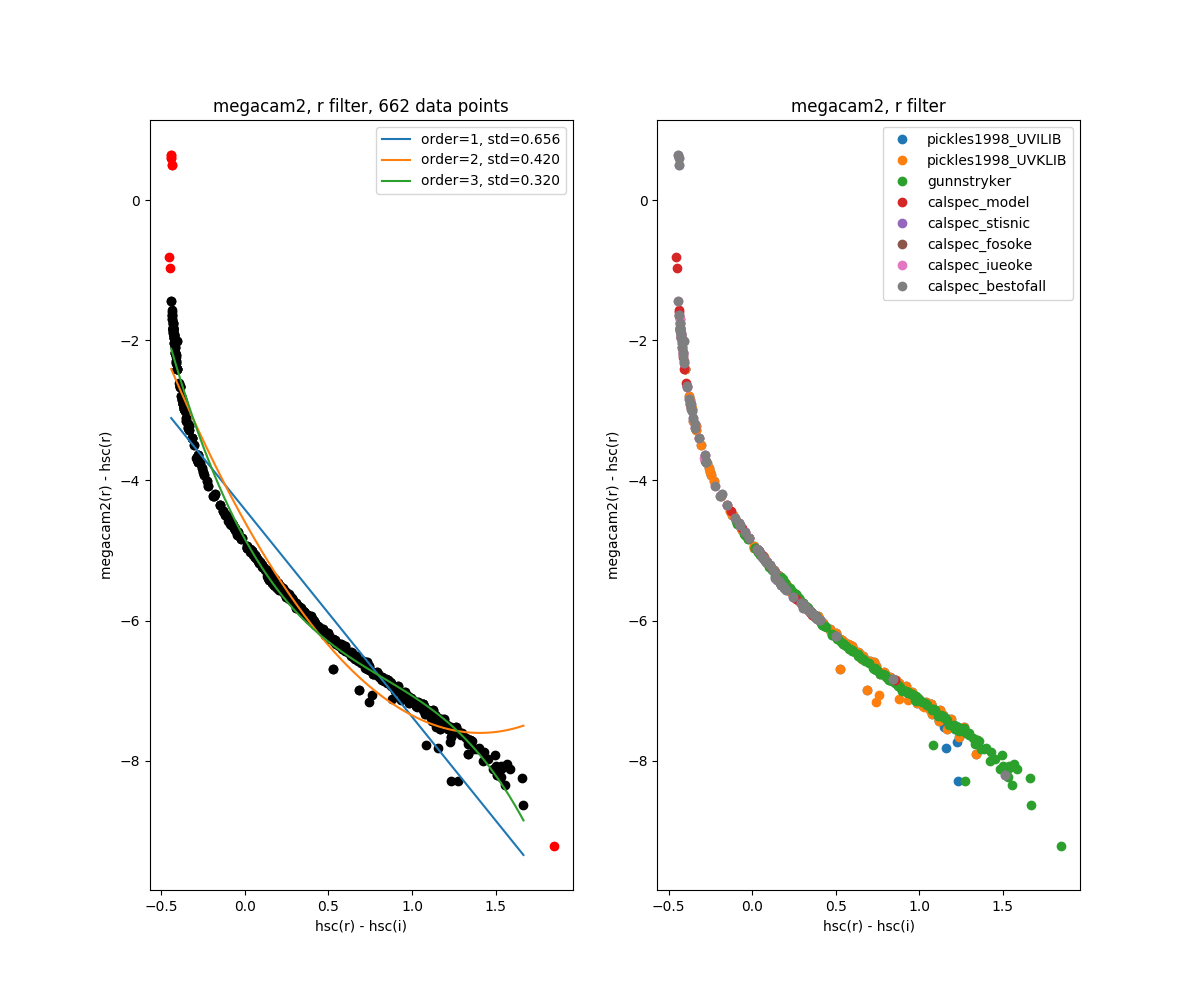 megacam2, r filter, 662 data points
order=1, std=0.656
order=2, std=0.420
order=3, std=0.320
0
−2
−4
−6
−8
megacam2(r) - hsc(r)
−0.5 0.0 0.5 1.0 1.5
hsc(r) - hsc(i)
megacam2, r filter
pickles1998_UVILIB
pickles1998_UVKLIB
gunnstryker
calspec_model
calspec_stisnic
calspec_fosoke
calspec_iueoke
calspec_bestofall
0
−2
−4
−6
−8
megacam2(r) - hsc(r)
−0.5 0.0 0.5 1.0 1.5
hsc(r) - hsc(i)